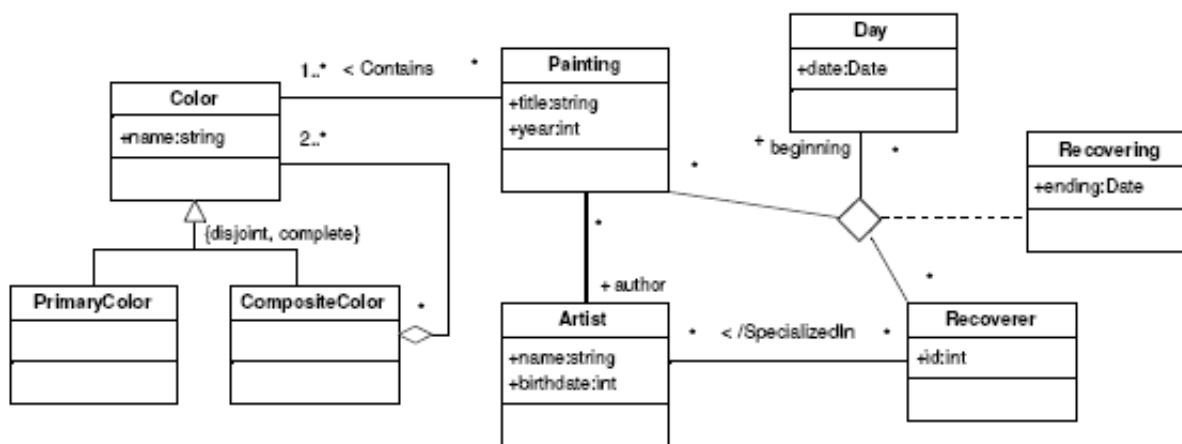 Day
+date:Date
Painting
+title:string
+year:int
1..* < Contains *
Color
+name:string
2..*
+ beginning *
Recovering
+ending:Date
*
{disjoint, complete}
*
PrimaryColor
CompositeColor
*
+ author
*
Artist
+name:string
+birthdate:int
* < /SpecializedIn *
Recoverer
+id:int